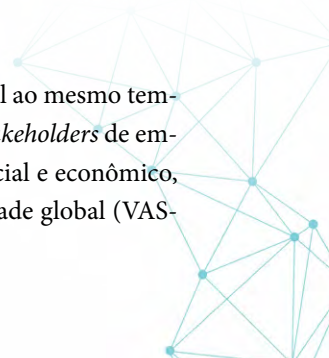 l ao mesmo tem-
keholders de em-
cial e econômico,
ade global (VAS-